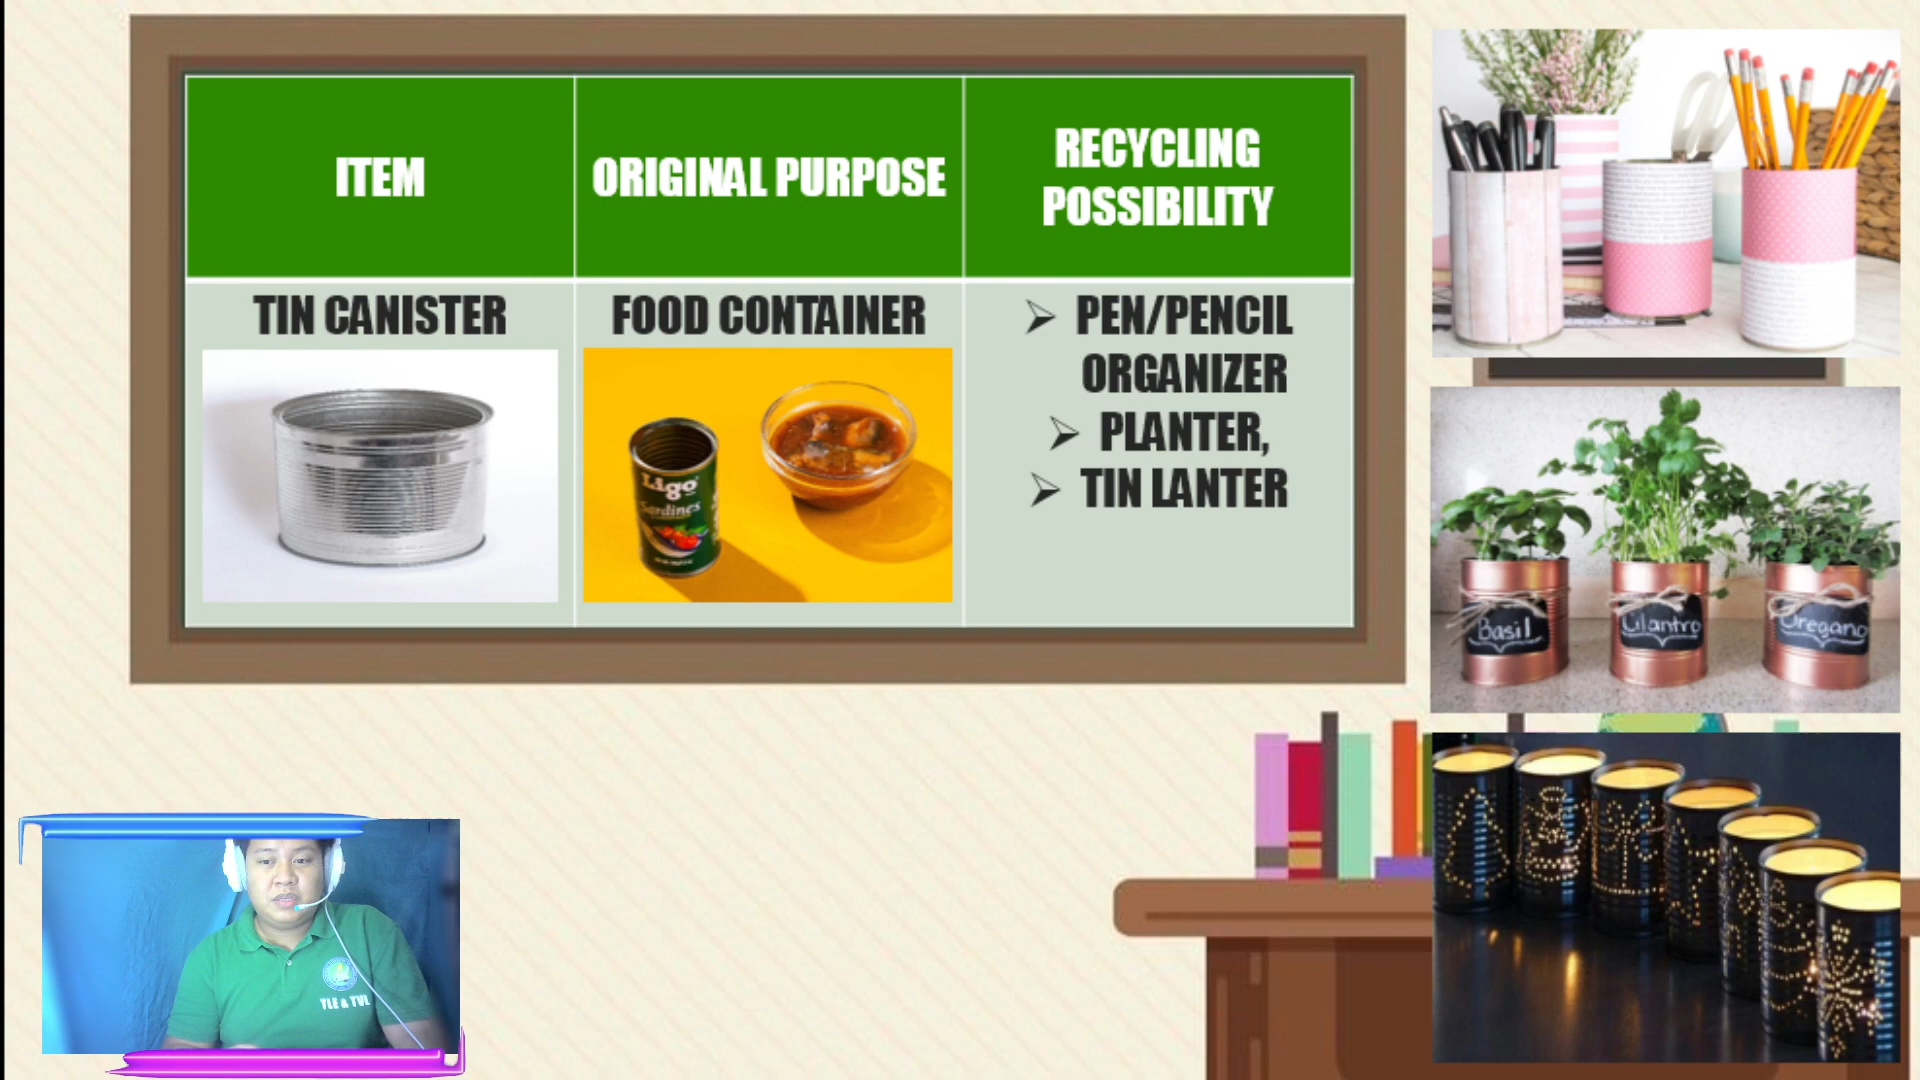 ITEM
ORIGINAL PURPOSE
RECYCLING
POSSIBILITY
TIN CANISTER
FOOD CONTAINER
➢ PEN/PENCIL
ORGANIZER
➢ PLANTER,
➢ TIN LANTER
Ligo
Sardines
Basil
Cilantro
Oregano
TLE & TVL